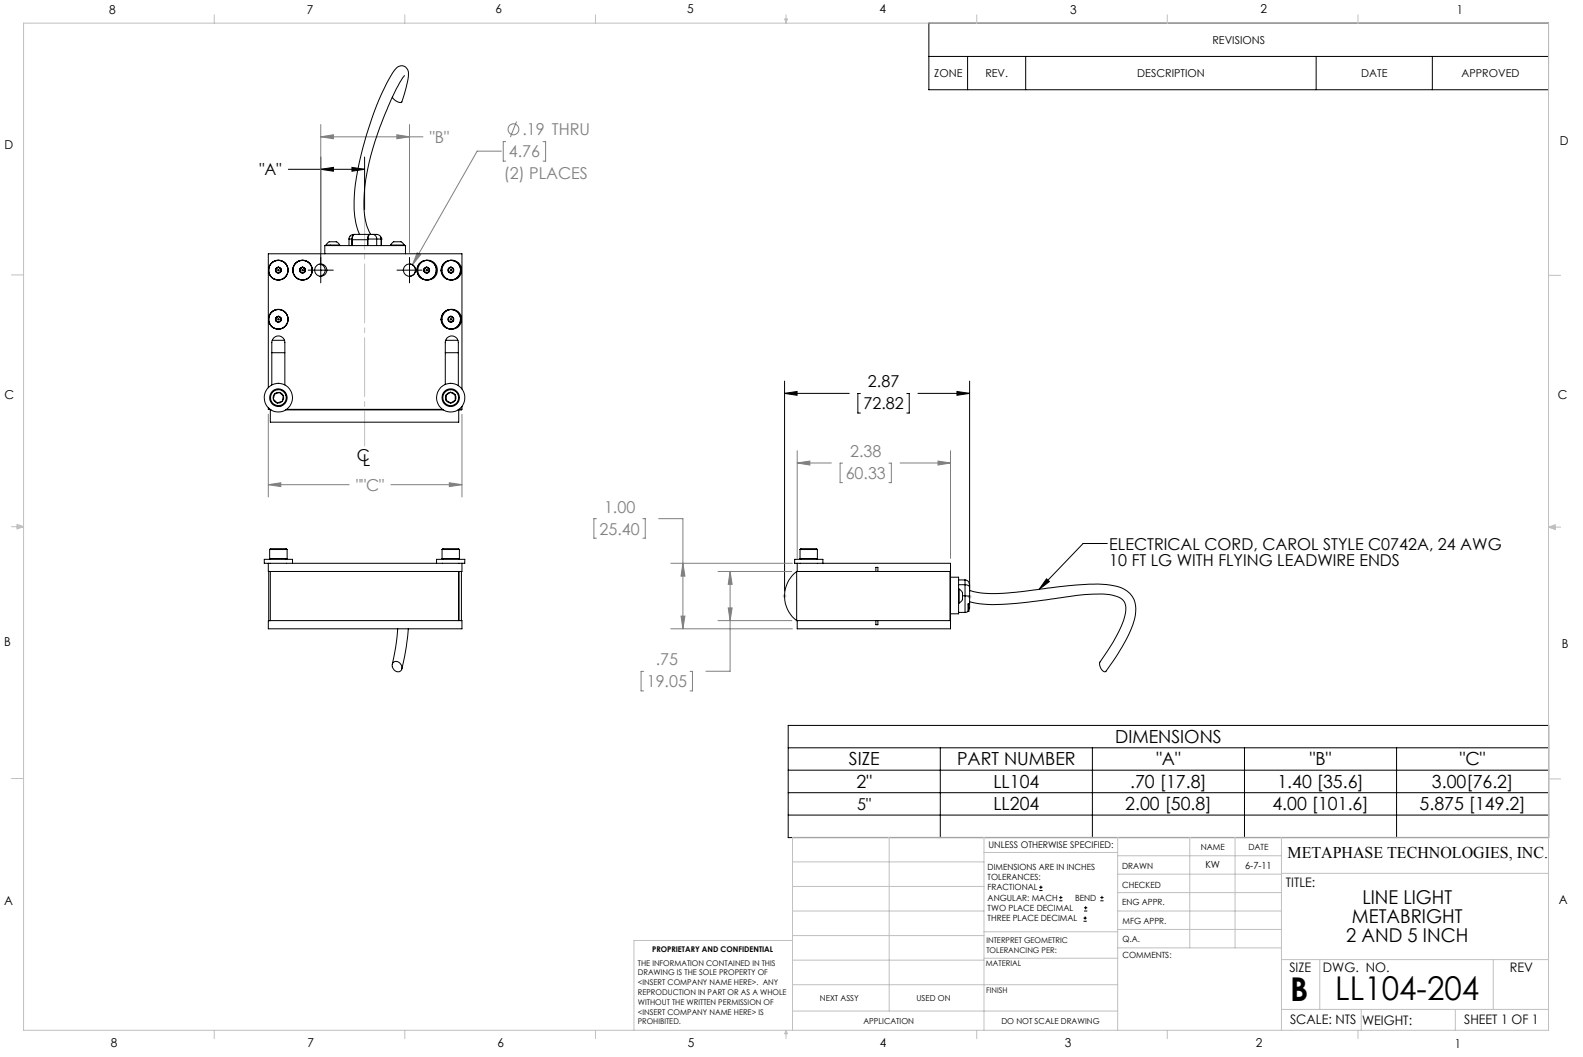 8 7 6 5 4 3 2 1
REVISIONS
ZONE REV. DESCRIPTION DATE APPROVED
D D
"B"
"A"
Ø.19 THRU
[4.76]
(2) PLACES
C C
℄
""C"
2.87
[72.82]
2.38
[60.33]
1.00
[25.40]
.75
[19.05]
ELECTRICAL CORD, CAROL STYLE C0742A, 24 AWG
10 FT LG WITH FLYING LEADWIRE ENDS
B B
DIMENSIONS
SIZE PART NUMBER "A" "B" "C"
2" LL104 .70 [17.8] 1.40 [35.6] 3.00[76.2]
5" LL204 2.00 [50.8] 4.00 [101.6] 5.875 [149.2]
A A
PROPRIETARY AND CONFIDENTIAL
THE INFORMATION CONTAINED IN THIS
DRAWING IS THE SOLE PROPERTY OF
<INSERT COMPANY NAME HERE>. ANY
REPRODUCTION IN PART OR AS A WHOLE
WITHOUT THE WRITTEN PERMISSION OF
<INSERT COMPANY NAME HERE> IS
PROHIBITED.
NEXT ASSY USED ON
APPLICATION
UNLESS OTHERWISE SPECIFIED:
DIMENSIONS ARE IN INCHES
TOLERANCES:
FRACTIONAL ±
ANGULAR: MACH ± BEND ±
TWO PLACE DECIMAL ±
THREE PLACE DECIMAL ±
INTERPRET GEOMETRIC
TOLERANCING PER:
MATERIAL
FINISH
DO NOT SCALE DRAWING
NAME DATE
DRAWN KW 6-7-11
CHECKED
ENG APPR.
MFG APPR.
Q.A.
COMMENTS:
METAPHASE TECHNOLOGIES, INC.
TITLE:
LINE LIGHT
METABRIGHT
2 AND 5 INCH
SIZE DWG. NO. REV
B LL104-204
SCALE: NTS WEIGHT: SHEET 1 OF 1
8 7 6 5 4 3 2 1